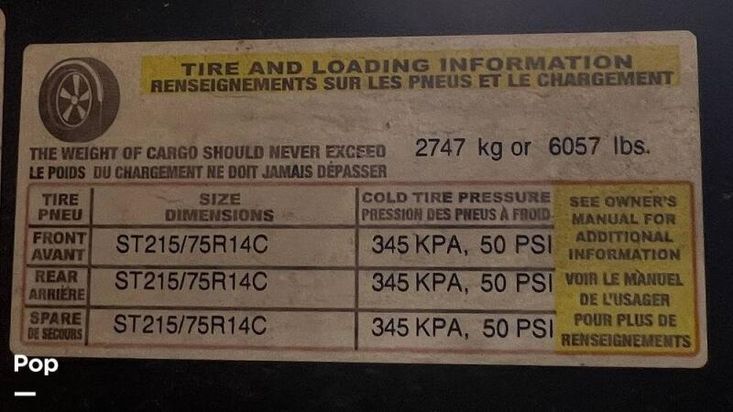 TIRE AND LOADING INFORMATION
RENSEIGNEMENTS SUR LES PNEUS ET LE CHARGEMENT
THE WEIGHT OF CARGO SHOULD NEVER EXCEED 2747 kg or 6057 lbs.
LE POIDS DU CHARGEMENT NE DOIT JAMAIS DÉPASSER
TIRE
PNEU
SIZE
DIMENSIONS
COLD TIRE PRESSURE
PRESSION DES PNEUS À FROID
FRONT
AVANT
ST215/75R14C
345 KPA, 50 PSI
REAR
ARRIÈRE
ST215/75R14C
345 KPA, 50 PSI
SPARE
DE SECOURS
ST215/75R14C
345 KPA, 50 PSI
SEE OWNER'S
MANUAL FOR
ADDITIONAL
INFORMATION
VOIR LE MANUEL
DE L'USAGER
POUR PLUS DE
RENSEIGNEMENTS
Pop